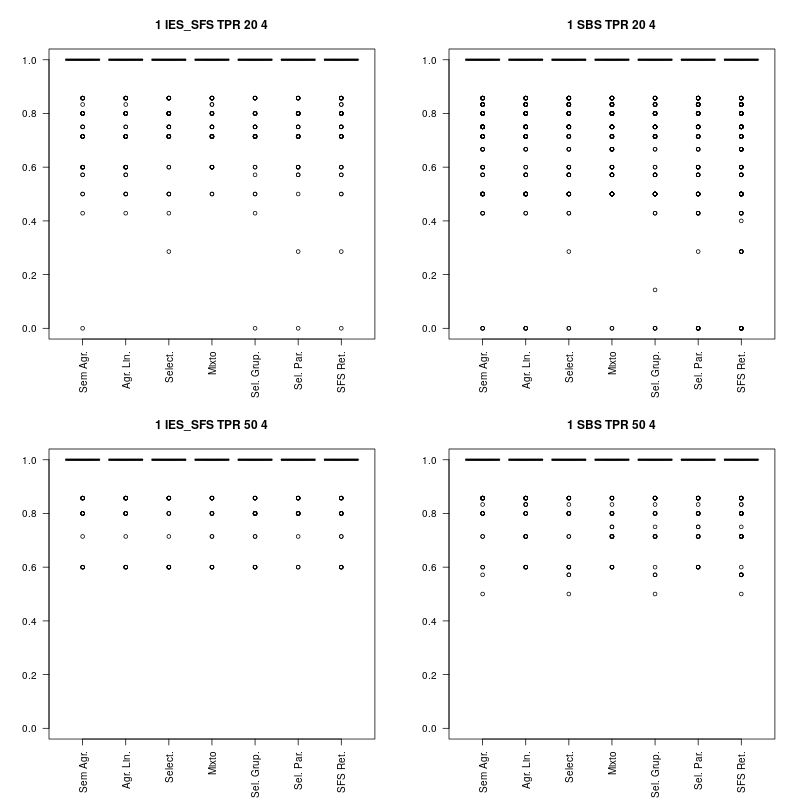 1 IES_SFS TPR 20 4
1.0
0.8
0.6
0.4
0.2
0.0
Sem Agr.
Agr. Lin.
Select.
Mixto
Sel. Grup.
Sel. Par.
SFS Ret.
1 SBS TPR 20 4
1.0
0.8
0.6
0.4
0.2
0.0
Sem Agr.
Agr. Lin.
Select.
Mixto
Sel. Grup.
Sel. Par.
SFS Ret.
1 IES_SFS TPR 50 4
1.0
0.8
0.6
0.4
0.2
0.0
Sem Agr.
Agr. Lin.
Select.
Mixto
Sel. Grup.
Sel. Par.
SFS Ret.
1 SBS TPR 50 4
1.0
0.8
0.6
0.4
0.2
0.0
Sem Agr.
Agr. Lin.
Select.
Mixto
Sel. Grup.
Sel. Par.
SFS Ret.